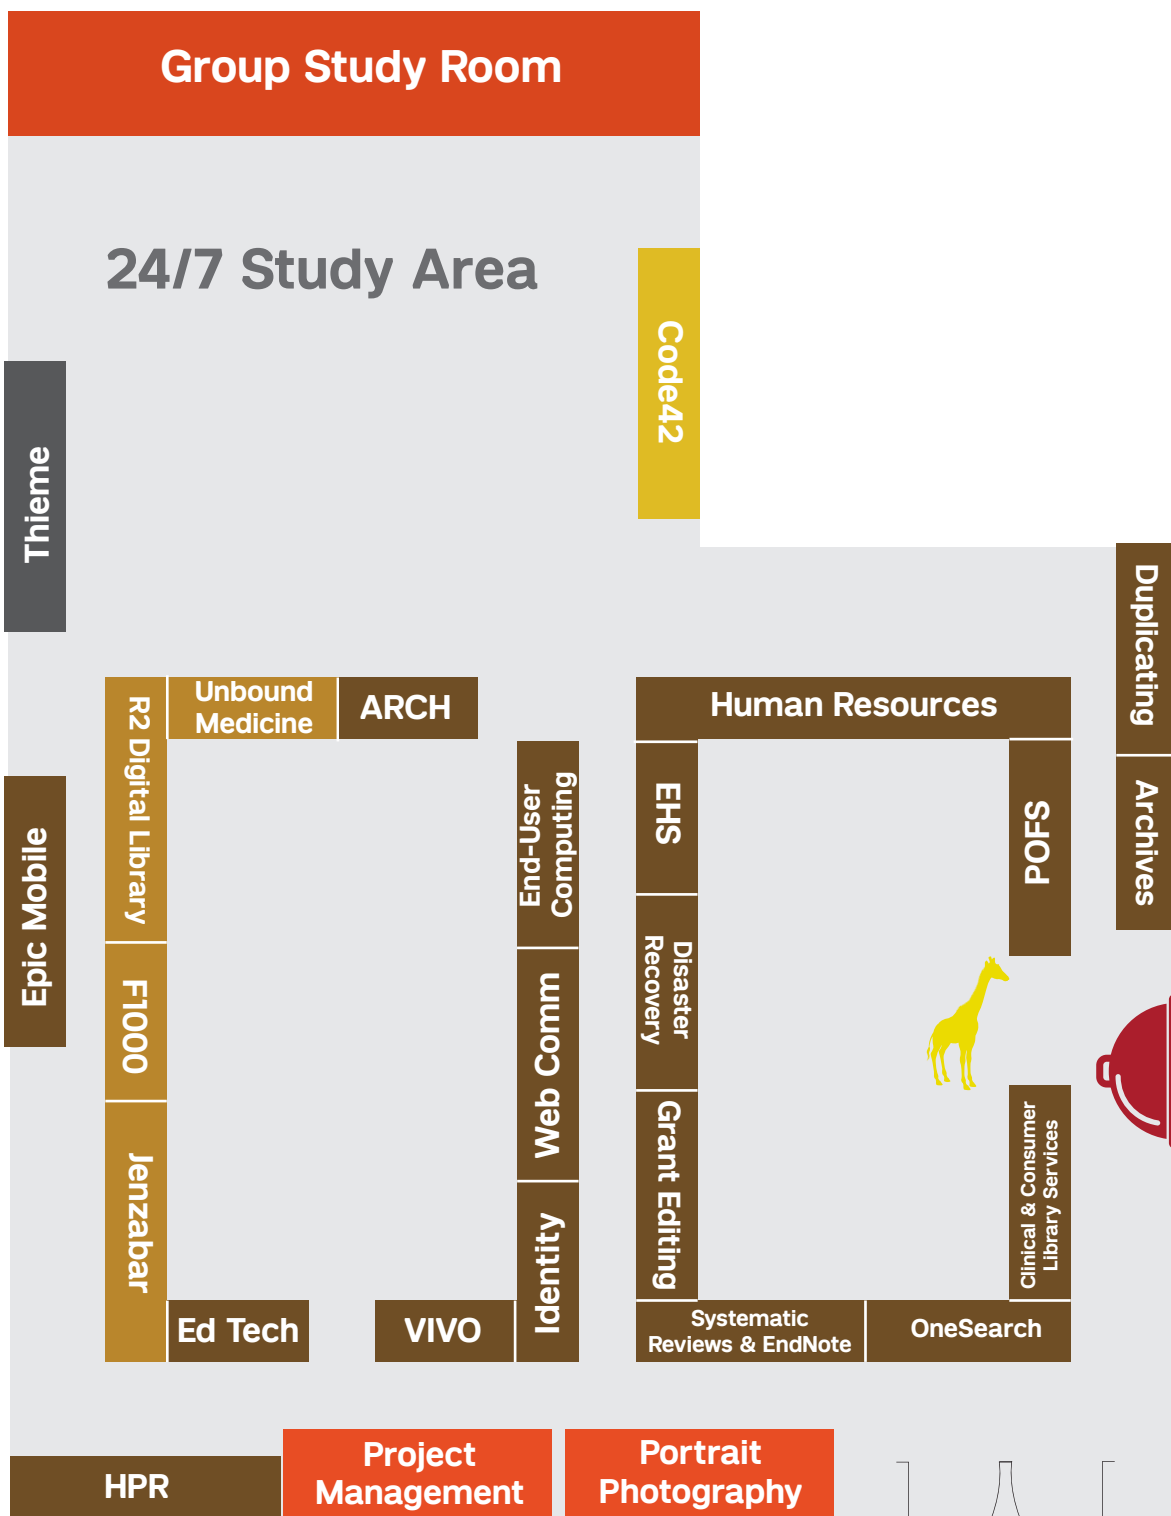 Group Study Room
24/7 Study Area
Code42
Thieme
Duplicating
Unbound
Medicine
ARCH
R2 Digital Library
Human Resources
End-User
Computing
EHS
POFS
Archives
Epic Mobile
F1000
Web Comm
Disaster
Recovery
Jenzabar
Identity
Grant Editing
Clinical & Consumer
Library Services
Ed Tech
VIVO
Systematic
Reviews & EndNote
OneSearch
HPR
Project
Management
Portrait
Photography